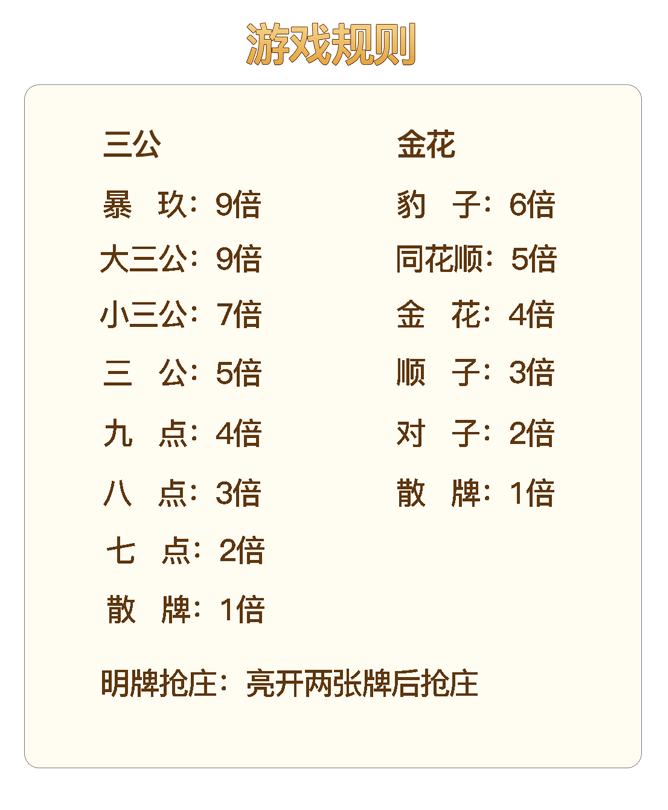 游戏规则
三公
暴 玖：9倍
大三公：9倍
小三公：7倍
三 公：5倍
九 点：4倍
八 点：3倍
七 点：2倍
散 牌：1倍
金花
豹 子：6倍
同花顺：5倍
金 花：4倍
顺 子：3倍
对 子：2倍
散 牌：1倍
明牌抢庄：亮开两张牌后抢庄